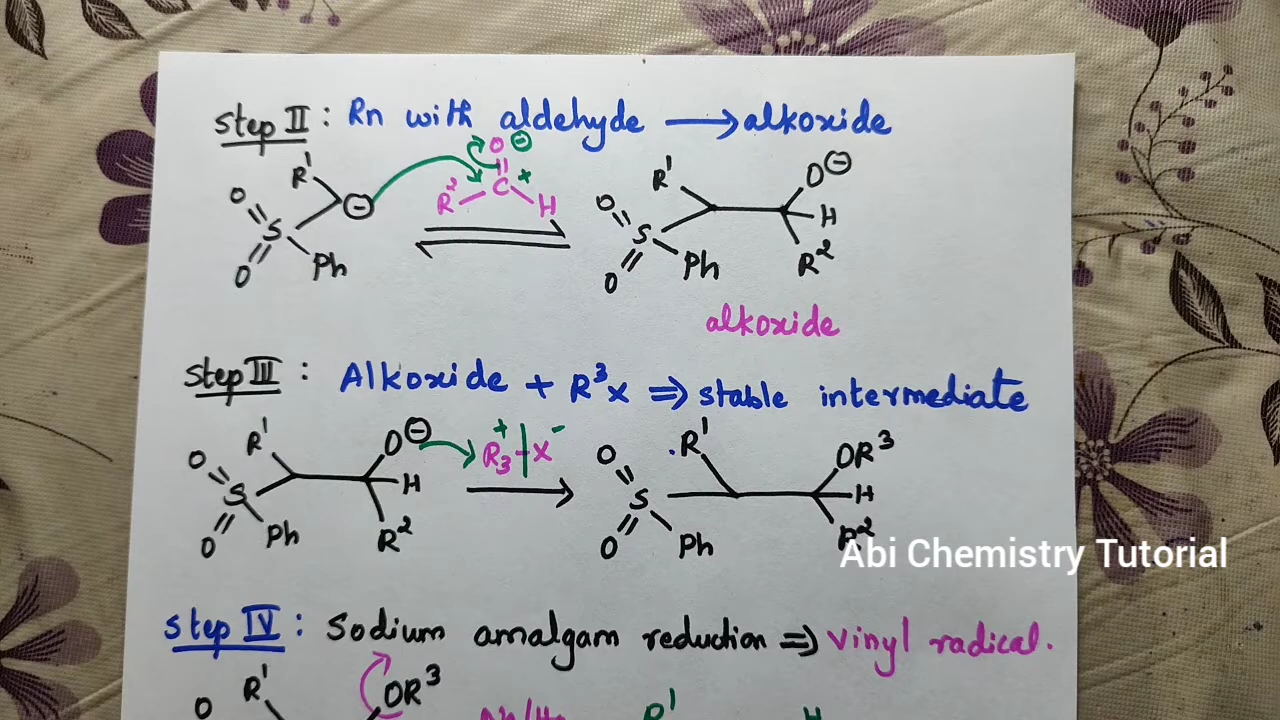 Step II : Rn with aldehyde → alkoxide
R¹ O ⊖
O S O Ph ⊖ R² C + H O ⊖
R¹ O ⊖ H R² O S O Ph
alkoxide
Step III : Alkoxide + R³x ⇒ stable intermediate
O S O Ph R¹ O ⊖ H R² R₃⁺ X⁻
O S O Ph R¹ OR³ H R²
Abi Chemistry Tutorial
Step IV : Sodium amalgam reduction ⇒ vinyl radical.
O R¹ OR³ R¹ H